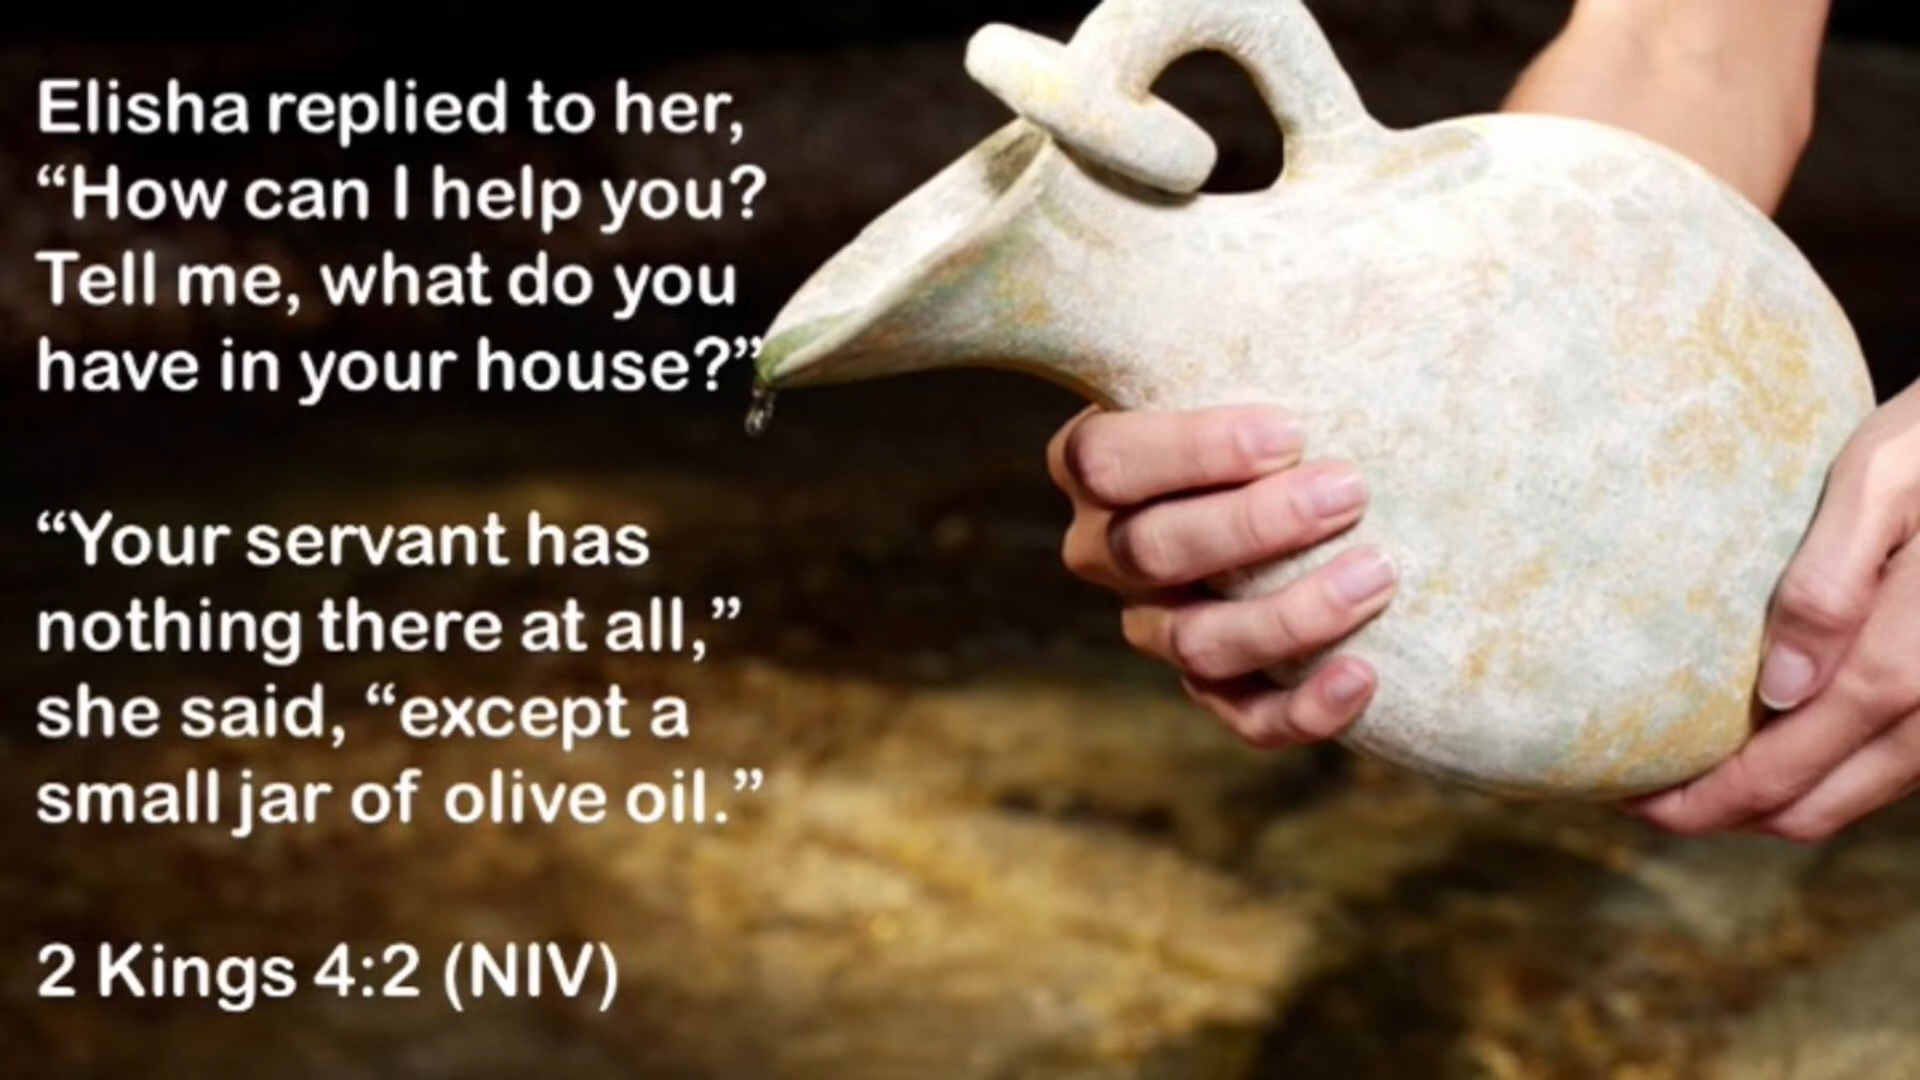 Elisha replied to her,
“How can I help you?
Tell me, what do you
have in your house?”
“Your servant has
nothing there at all,”
she said, “except a
small jar of olive oil.”
2 Kings 4:2 (NIV)